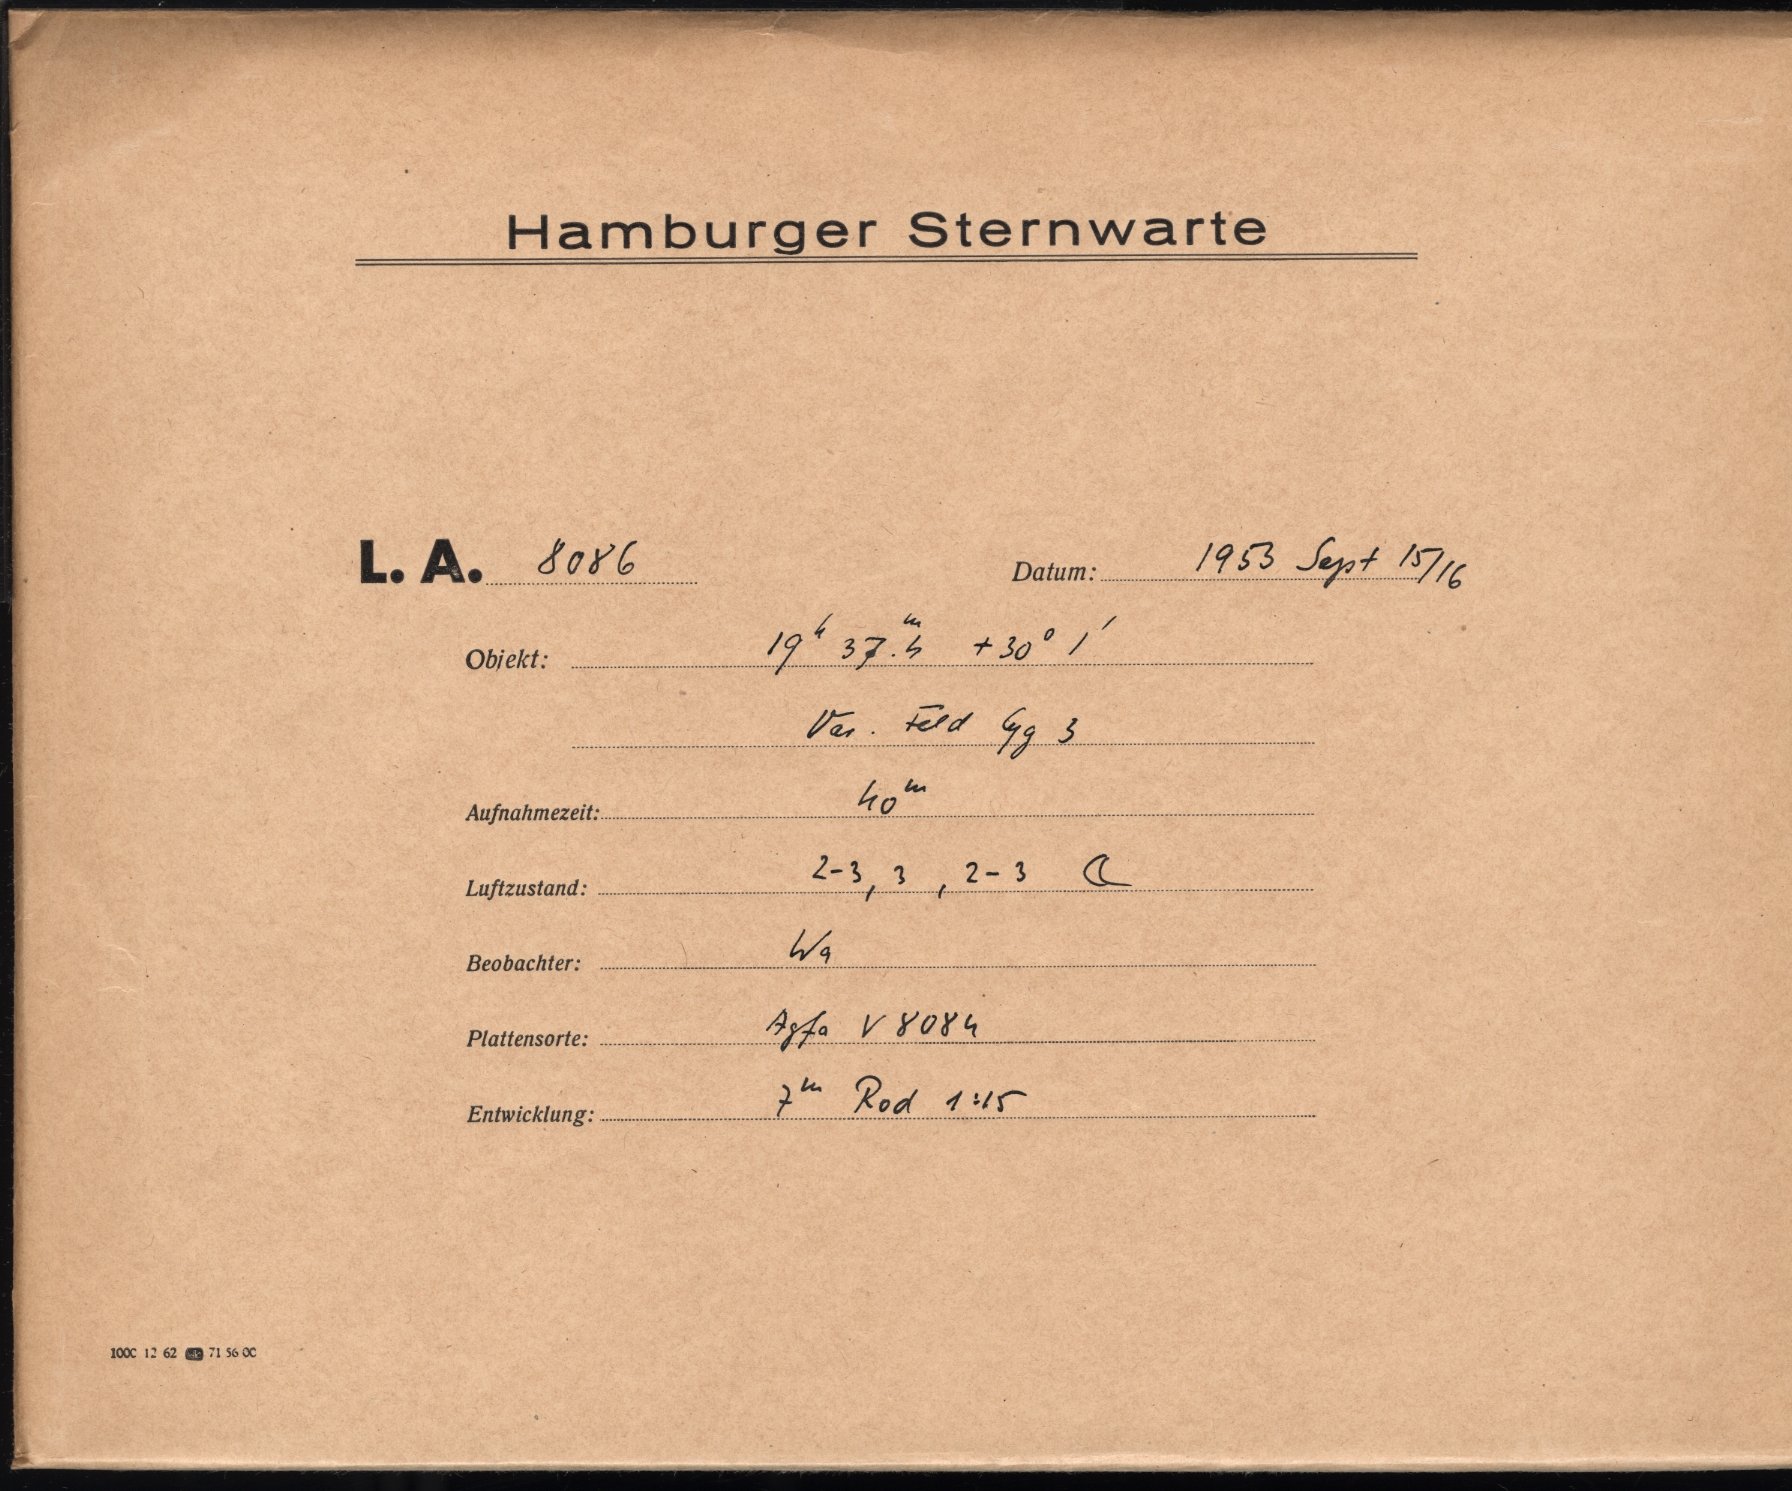 Hamburger Sternwarte
L. A. 8086 Datum: 1953 Sept 15/16
Objekt: 19ʰ 37.4ᵐ +30° 1′
Var. Feld Cyg 3
Aufnahmezeit: 40ᵐ
Luftzustand: 2-3, 3, 2-3 ☾
Beobachter: Wa
Plattensorte: Agfa V 8084
Entwicklung: 7ᵐ Rod 1:15
1000 12 62 71 56 00